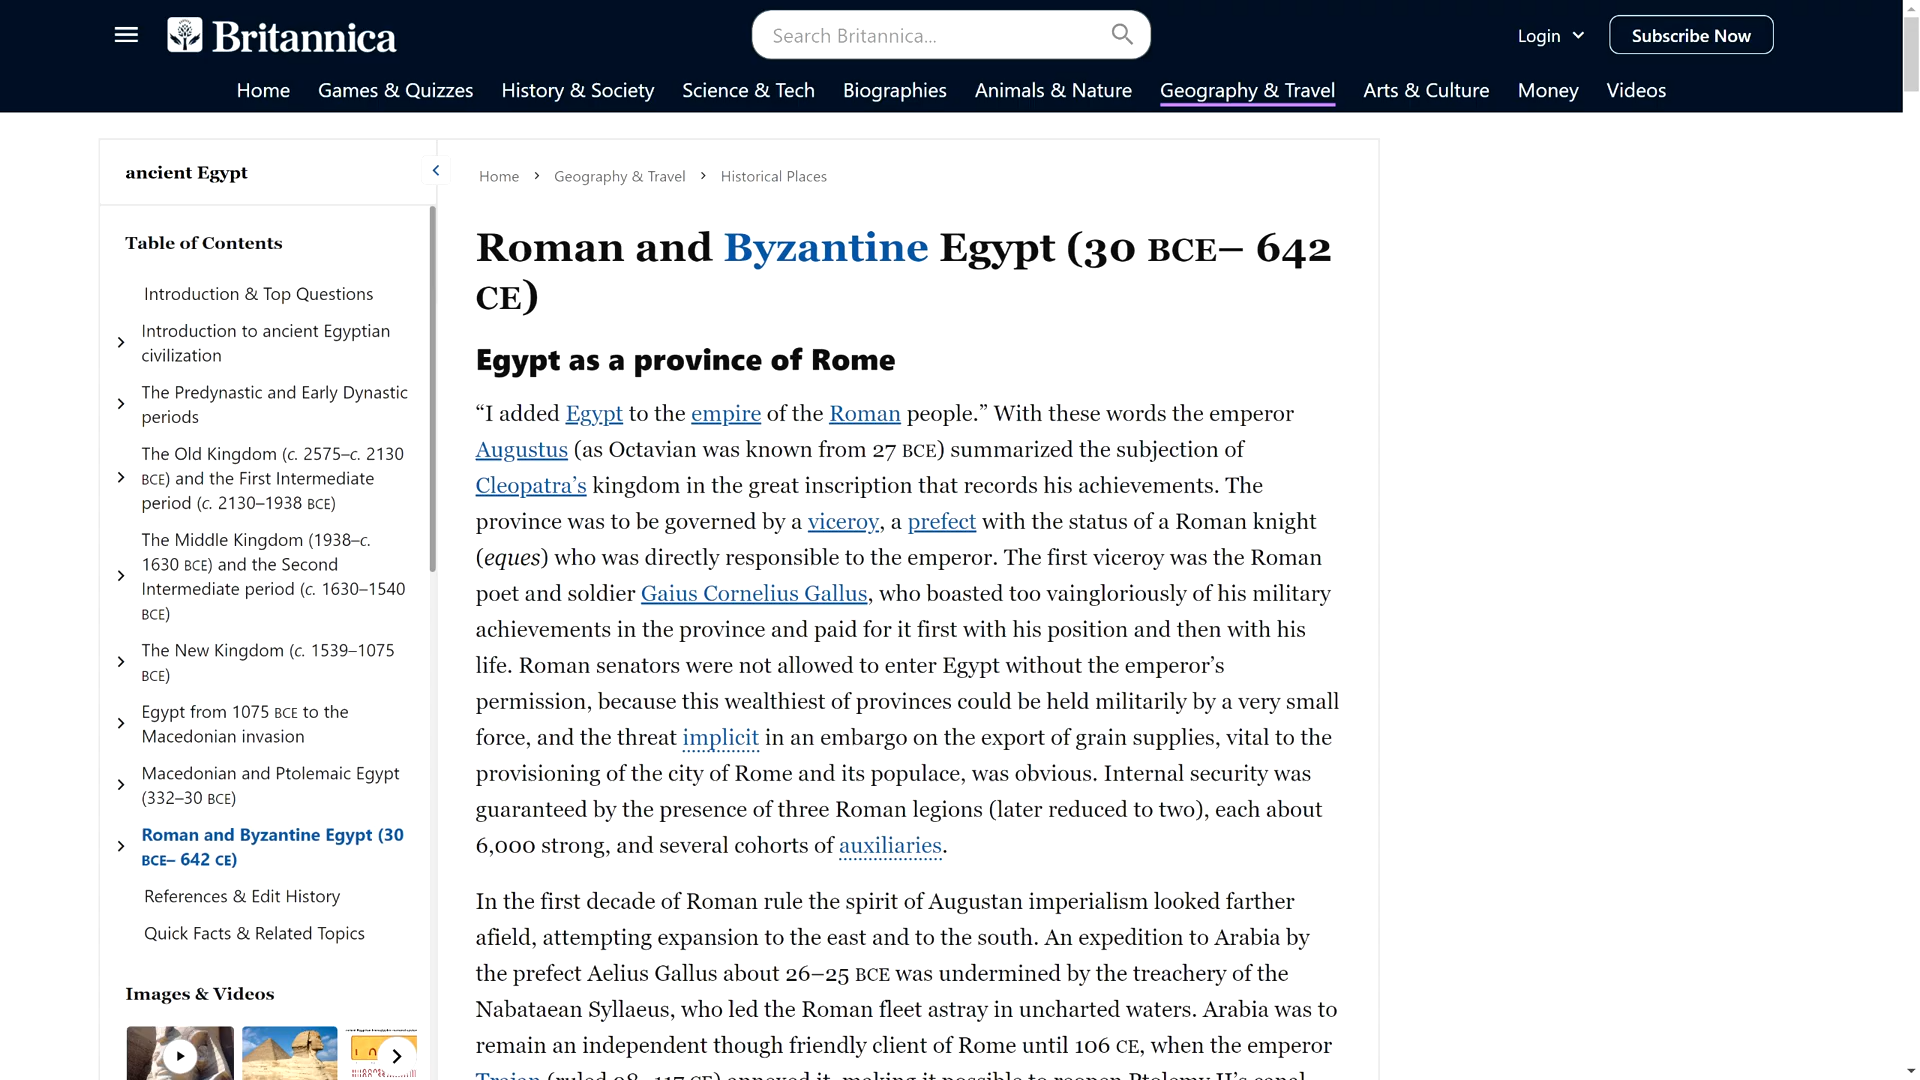 Britannica
Search Britannica...
Login
Subscribe Now
Home
Games & Quizzes
History & Society
Science & Tech
Biographies
Animals & Nature
Geography & Travel
Arts & Culture
Money
Videos
ancient Egypt
Table of Contents
Introduction & Top Questions
Introduction to ancient Egyptian
civilization
The Predynastic and Early Dynastic
periods
The Old Kingdom (c. 2575–c. 2130
BCE) and the First Intermediate
period (c. 2130–1938 BCE)
The Middle Kingdom (1938–c.
1630 BCE) and the Second
Intermediate period (c. 1630–1540
BCE)
The New Kingdom (c. 1539–1075
BCE)
Egypt from 1075 BCE to the
Macedonian invasion
Macedonian and Ptolemaic Egypt
(332–30 BCE)
Roman and Byzantine Egypt (30
BCE– 642 CE)
References & Edit History
Quick Facts & Related Topics
Images & Videos
Home > Geography & Travel > Historical Places
Roman and Byzantine Egypt (30 BCE– 642
CE)
Egypt as a province of Rome
“I added Egypt to the empire of the Roman people.” With these words the emperor
Augustus (as Octavian was known from 27 BCE) summarized the subjection of
Cleopatra’s kingdom in the great inscription that records his achievements. The
province was to be governed by a viceroy, a prefect with the status of a Roman knight
(eques) who was directly responsible to the emperor. The first viceroy was the Roman
poet and soldier Gaius Cornelius Gallus, who boasted too vaingloriously of his military
achievements in the province and paid for it first with his position and then with his
life. Roman senators were not allowed to enter Egypt without the emperor’s
permission, because this wealthiest of provinces could be held militarily by a very small
force, and the threat implicit in an embargo on the export of grain supplies, vital to the
provisioning of the city of Rome and its populace, was obvious. Internal security was
guaranteed by the presence of three Roman legions (later reduced to two), each about
6,000 strong, and several cohorts of auxiliaries.
In the first decade of Roman rule the spirit of Augustan imperialism looked farther
afield, attempting expansion to the east and to the south. An expedition to Arabia by
the prefect Aelius Gallus about 26–25 BCE was undermined by the treachery of the
Nabataean Syllaeus, who led the Roman fleet astray in uncharted waters. Arabia was to
remain an independent though friendly client of Rome until 106 CE, when the emperor
Trajan (ruled 98–117 CE) annexed it, making it possible to reopen Ptolemy II’s canal